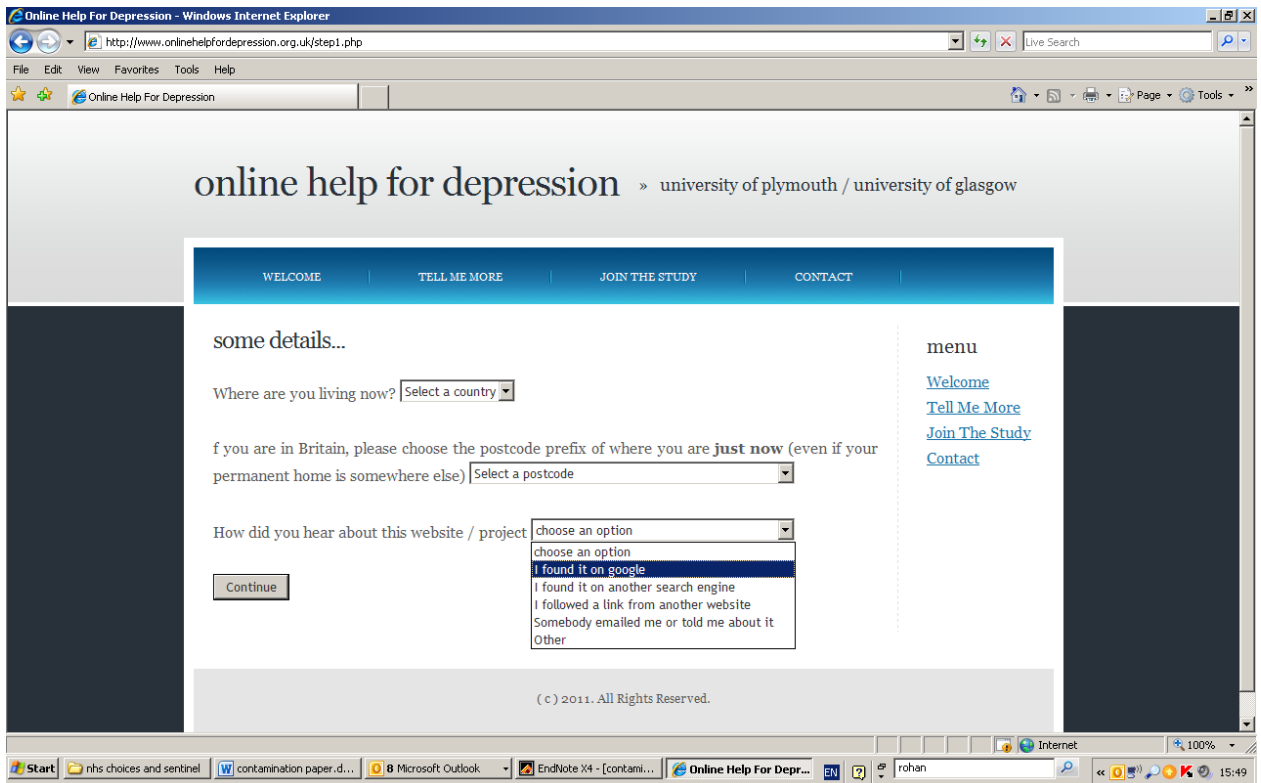 Online Help For Depression - Windows Internet Explorer
http://www.onlinehelpfordepression.org.uk/step1.php
Live Search
File Edit View Favorites Tools Help
Online Help For Depression
Page Tools »
online help for depression » university of plymouth / university of glasgow
WELCOME TELL ME MORE JOIN THE STUDY CONTACT
some details...
Where are you living now? Select a country
f you are in Britain, please choose the postcode prefix of where you are just now (even if your
permanent home is somewhere else) Select a postcode
How did you hear about this website / project choose an option
choose an option
I found it on google
I found it on another search engine
I followed a link from another website
Somebody emailed me or told me about it
Other
Continue
menu
Welcome
Tell Me More
Join The Study
Contact
( c ) 2011. All Rights Reserved.
Internet 100%
Start nhs choices and sentinel contamination paper.d... 8 Microsoft Outlook EndNote X4 - [contami... Online Help For Depr... EN rohan « 15:49